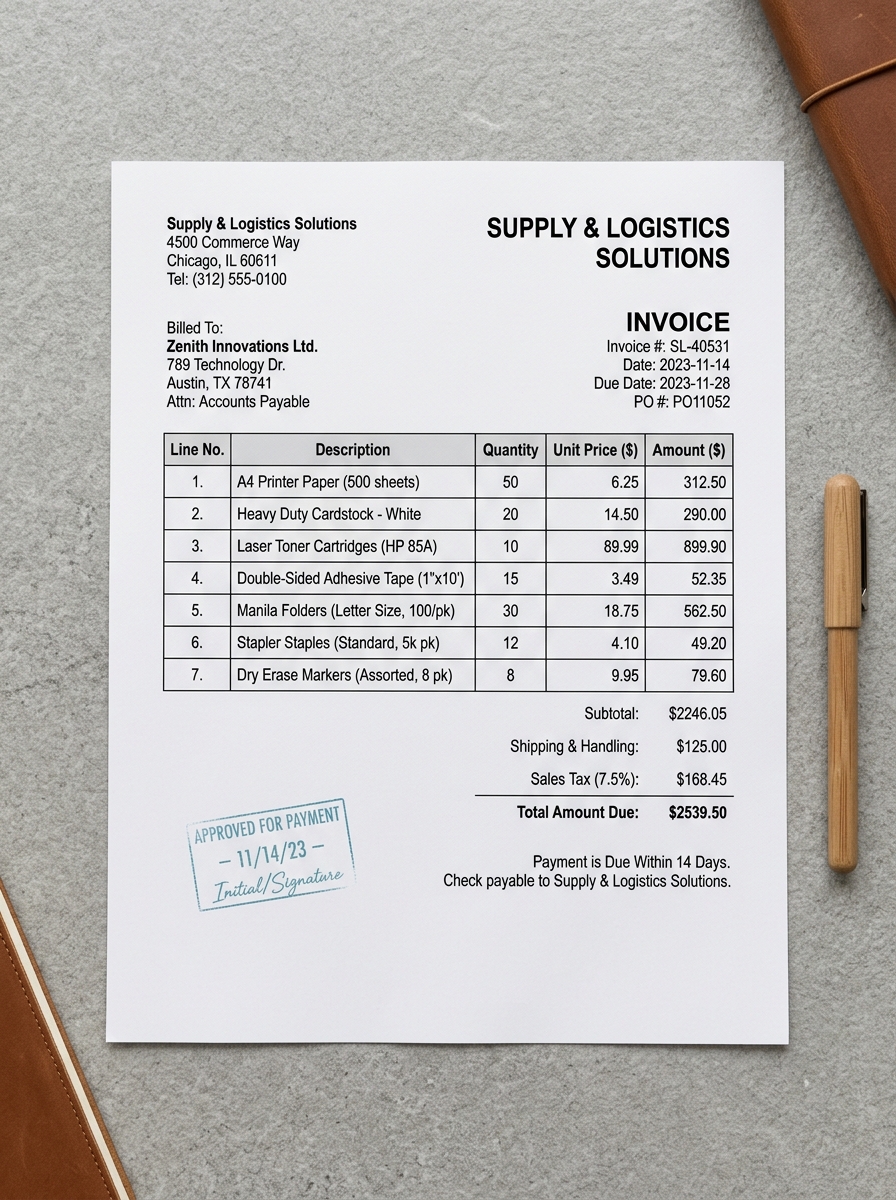 Supply & Logistics Solutions
4500 Commerce Way
Chicago, IL 60611
Tel: (312) 555-0100
SUPPLY & LOGISTICS
SOLUTIONS
Billed To:
Zenith Innovations Ltd.
789 Technology Dr.
Austin, TX 78741
Attn: Accounts Payable
INVOICE
Invoice #: SL-40531
Date: 2023-11-14
Due Date: 2023-11-28
PO #: PO11052
Line No. Description Quantity Unit Price ($) Amount ($)
1. A4 Printer Paper (500 sheets) 50 6.25 312.50
2. Heavy Duty Cardstock - White 20 14.50 290.00
3. Laser Toner Cartridges (HP 85A) 10 89.99 899.90
4. Double-Sided Adhesive Tape (1"x10') 15 3.49 52.35
5. Manila Folders (Letter Size, 100/pk) 30 18.75 562.50
6. Stapler Staples (Standard, 5k pk) 12 4.10 49.20
7. Dry Erase Markers (Assorted, 8 pk) 8 9.95 79.60
Subtotal: $2246.05
Shipping & Handling: $125.00
Sales Tax (7.5%): $168.45
Total Amount Due: $2539.50
APPROVED FOR PAYMENT
– 11/14/23 –
Initial/Signature
Payment is Due Within 14 Days.
Check payable to Supply & Logistics Solutions.